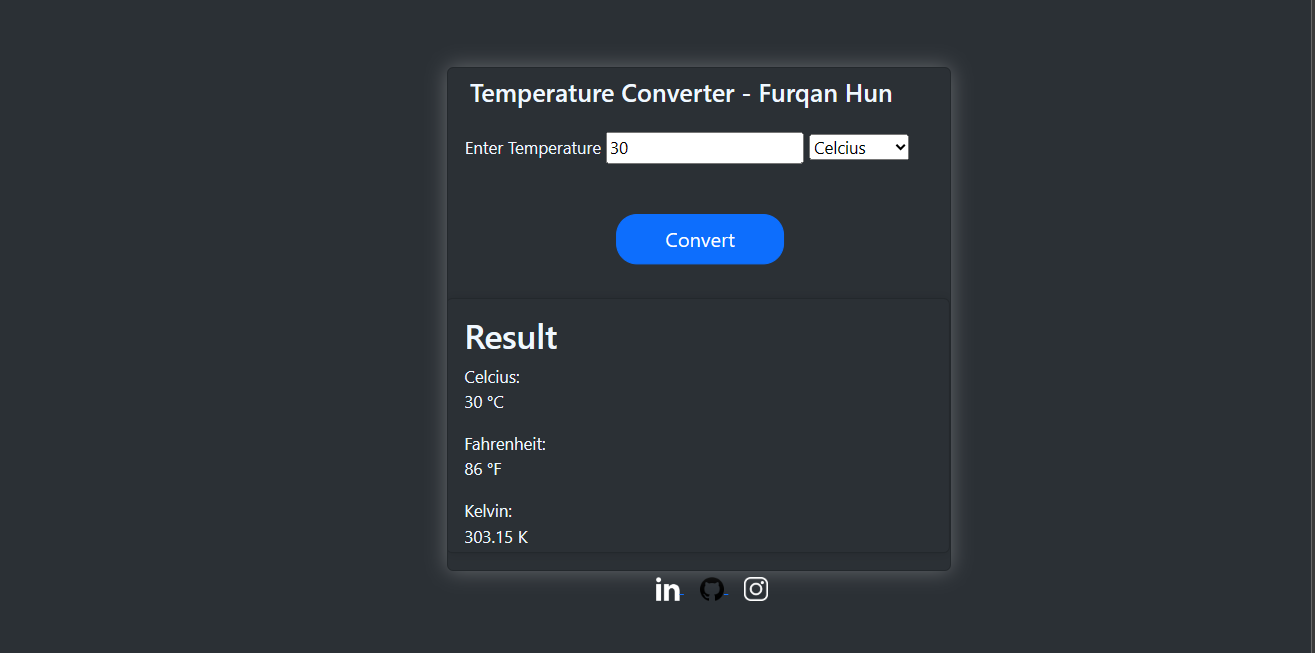 Temperature Converter - Furqan Hun
Enter Temperature 30 Celcius
Convert
Result
Celcius:
30 °C
Fahrenheit:
86 °F
Kelvin:
303.15 K
in